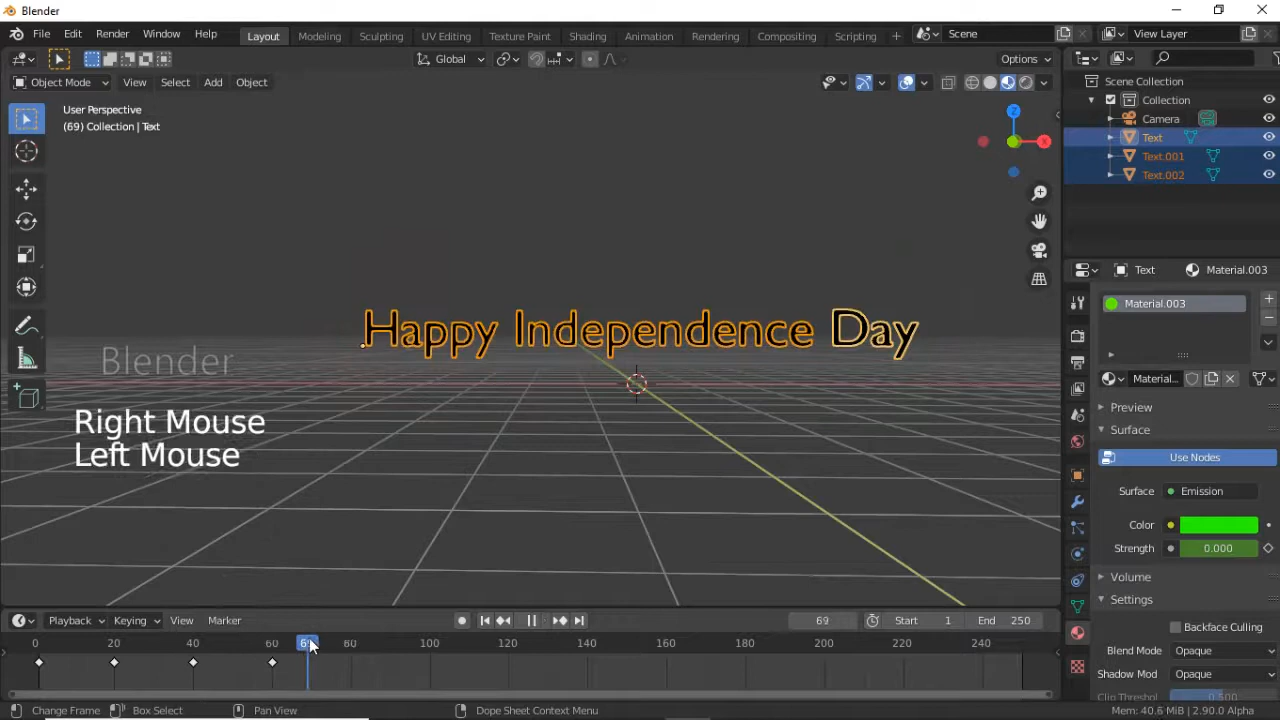 Blender
File Edit Render Window Help Layout Modeling Sculpting UV Editing Texture Paint Shading Animation Rendering Compositing Scripting + Scene View Layer
Global Options
Object Mode View Select Add Object
User Perspective
(69) Collection | Text
Scene Collection
Collection
Camera
Text
Text.001
Text.002
Z
X
Happy Independence Day
Blender
Right Mouse
Left Mouse
Text Material.003
Material.003
Material...
Preview
Surface
Use Nodes
Surface Emission
Color
Strength 0.000
Volume
Settings
Backface Culling
Blend Mode Opaque
Shadow Mod Opaque
Clip Threshol 0.500
Playback Keying View Marker 69 Start 1 End 250
0 20 40 60 69 80 100 120 140 160 180 200 220 240
Change Frame Box Select Pan View Dope Sheet Context Menu Mem: 40.6 MiB | 2.90.0 Alpha